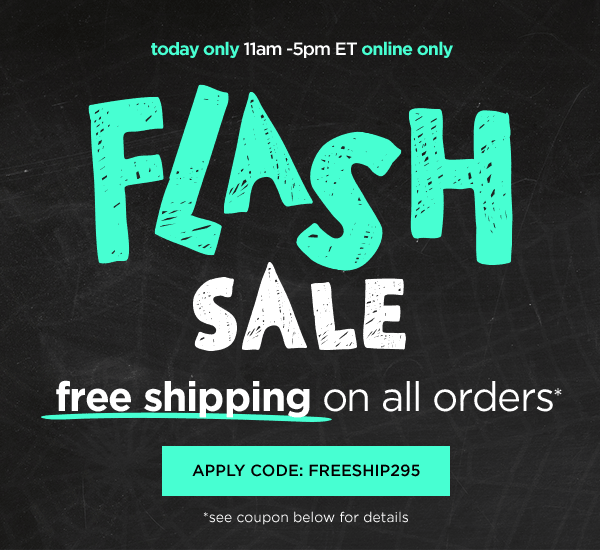 today only 11am -5pm ET online only
FLASH
SALE
free shipping on all orders*
APPLY CODE: FREESHIP295
*see coupon below for details